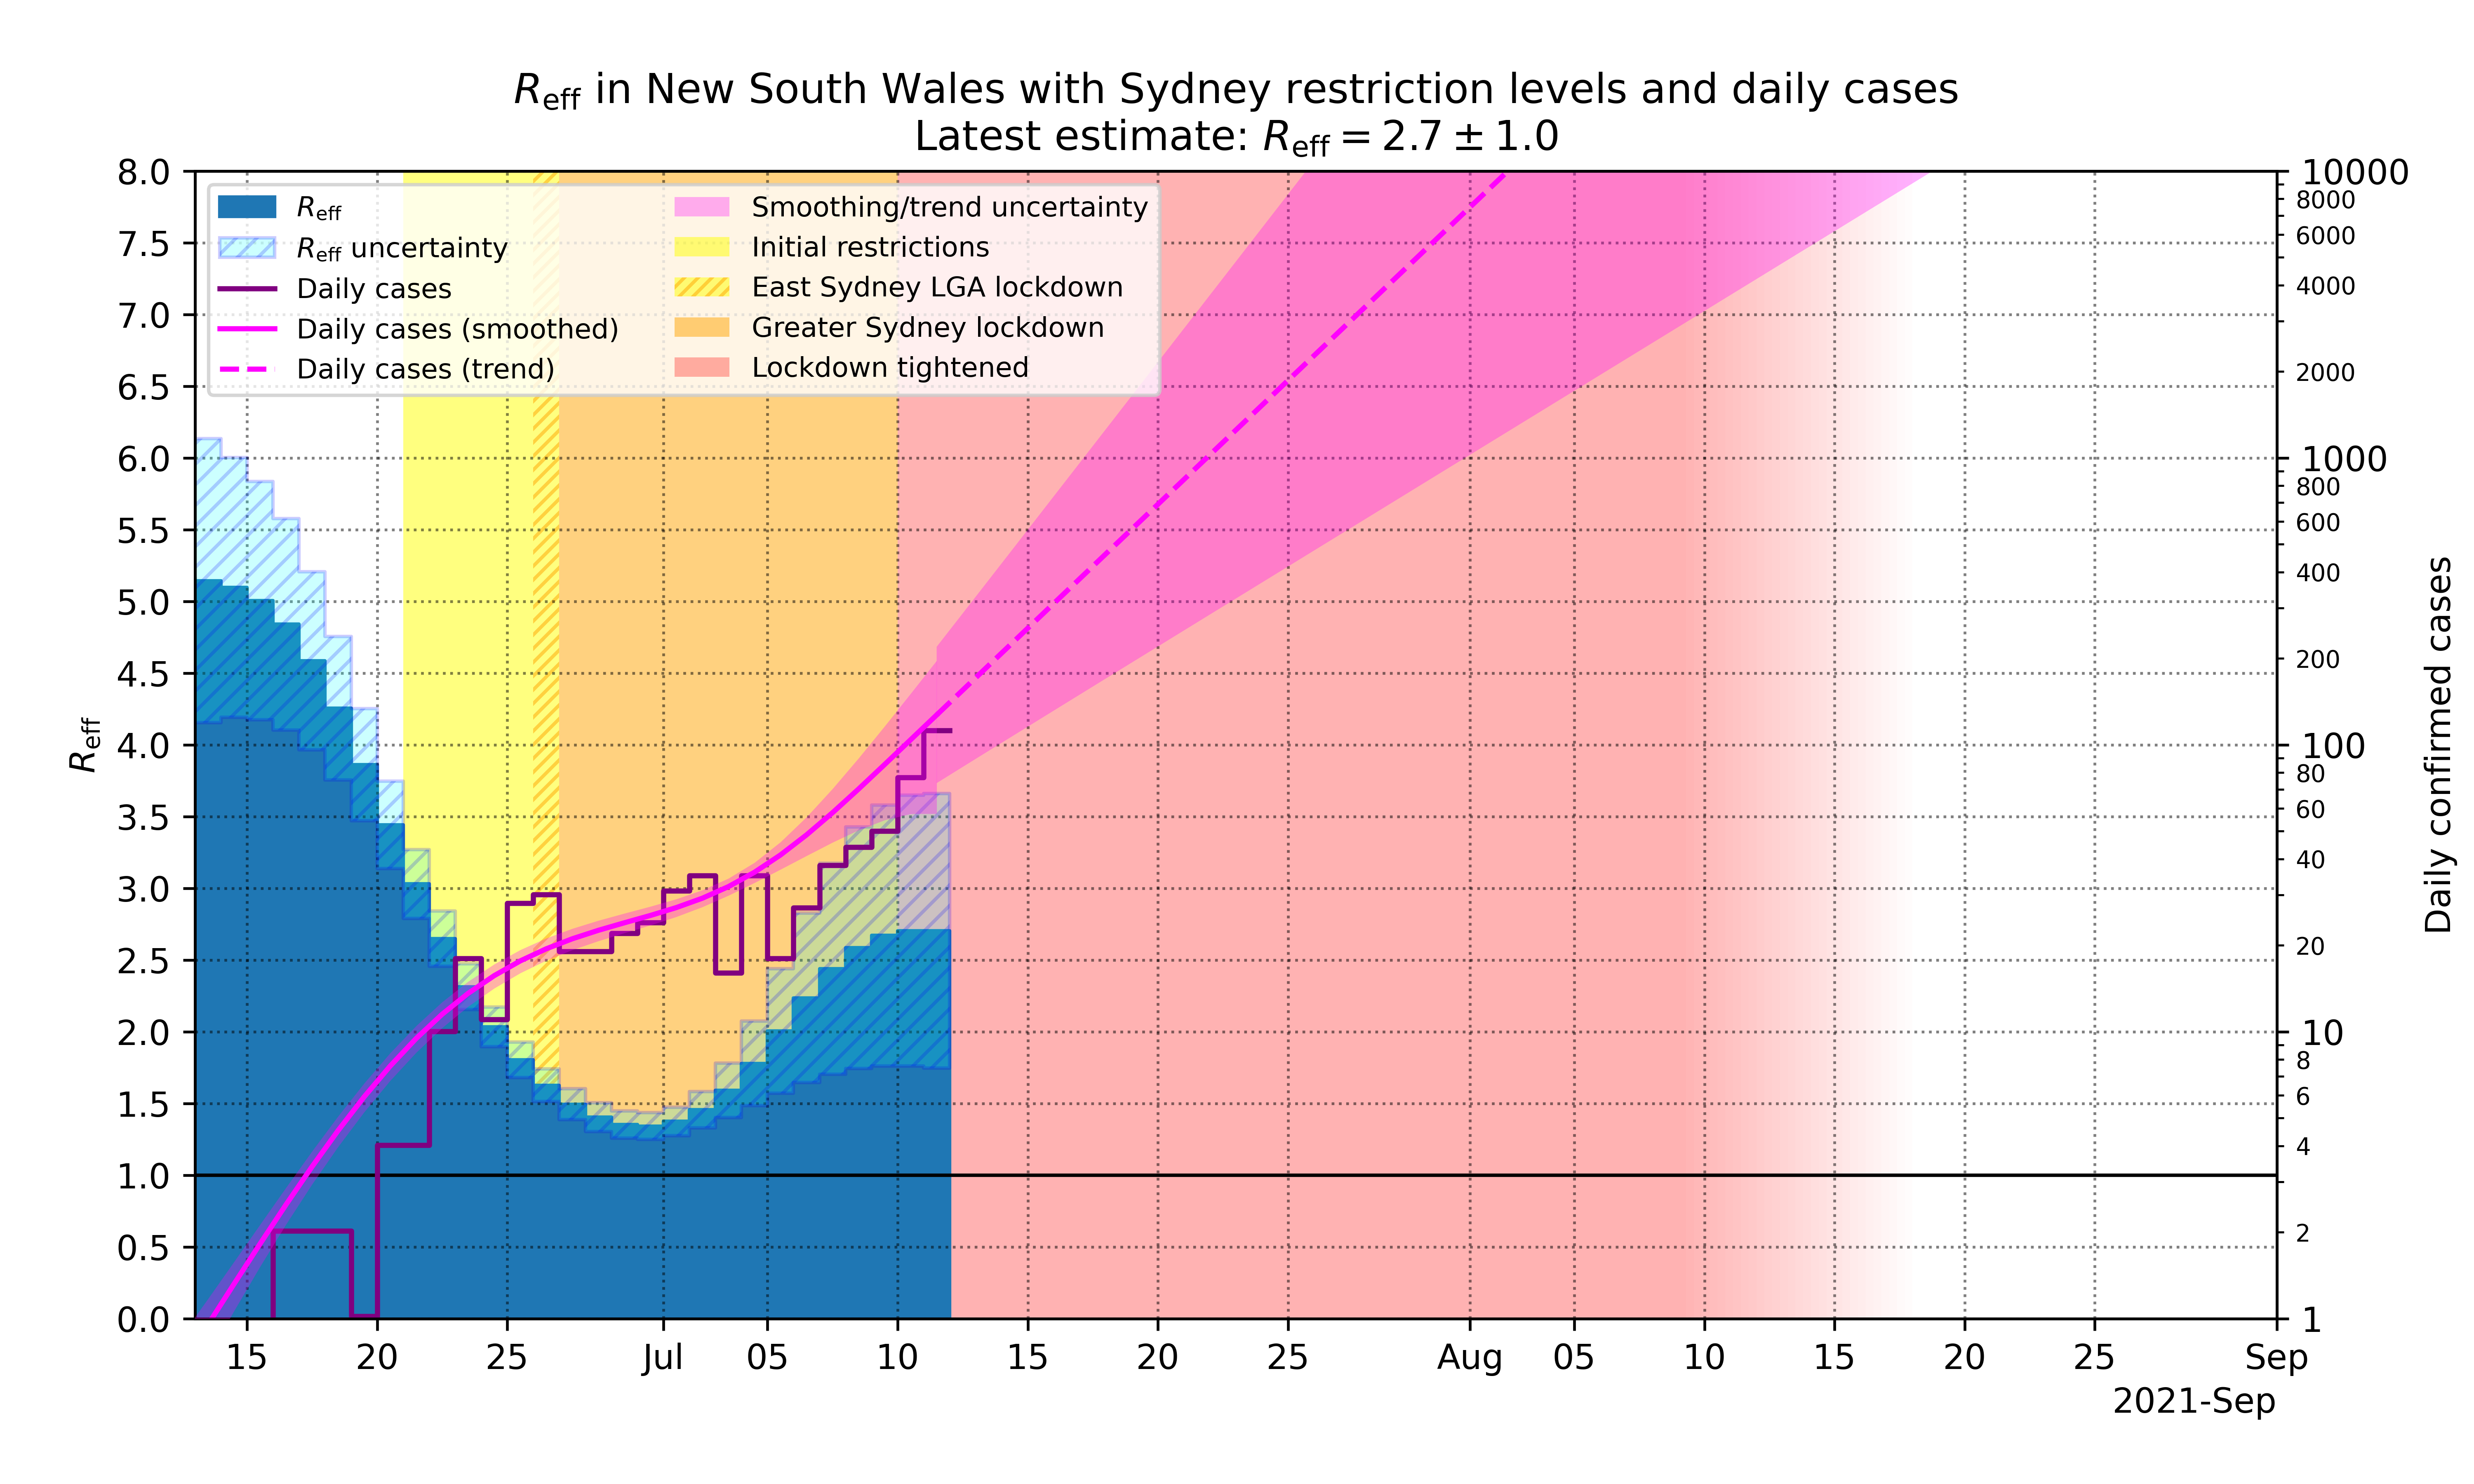 R_eff in New South Wales with Sydney restriction levels and daily cases
Latest estimate: R_eff = 2.7 ± 1.0
R_eff
R_eff uncertainty
Daily cases
Daily cases (smoothed)
Daily cases (trend)
Smoothing/trend uncertainty
Initial restrictions
East Sydney LGA lockdown
Greater Sydney lockdown
Lockdown tightened
R_eff
8.0
7.5
7.0
6.5
6.0
5.5
5.0
4.5
4.0
3.5
3.0
2.5
2.0
1.5
1.0
0.5
0.0
10000
8000
6000
4000
2000
1000
800
600
400
200
100
80
60
40
20
10
8
6
4
2
1
Daily confirmed cases
15 20 25 Jul 05 10 15 20 25 Aug 05 10 15 20 25 Sep
2021-Sep